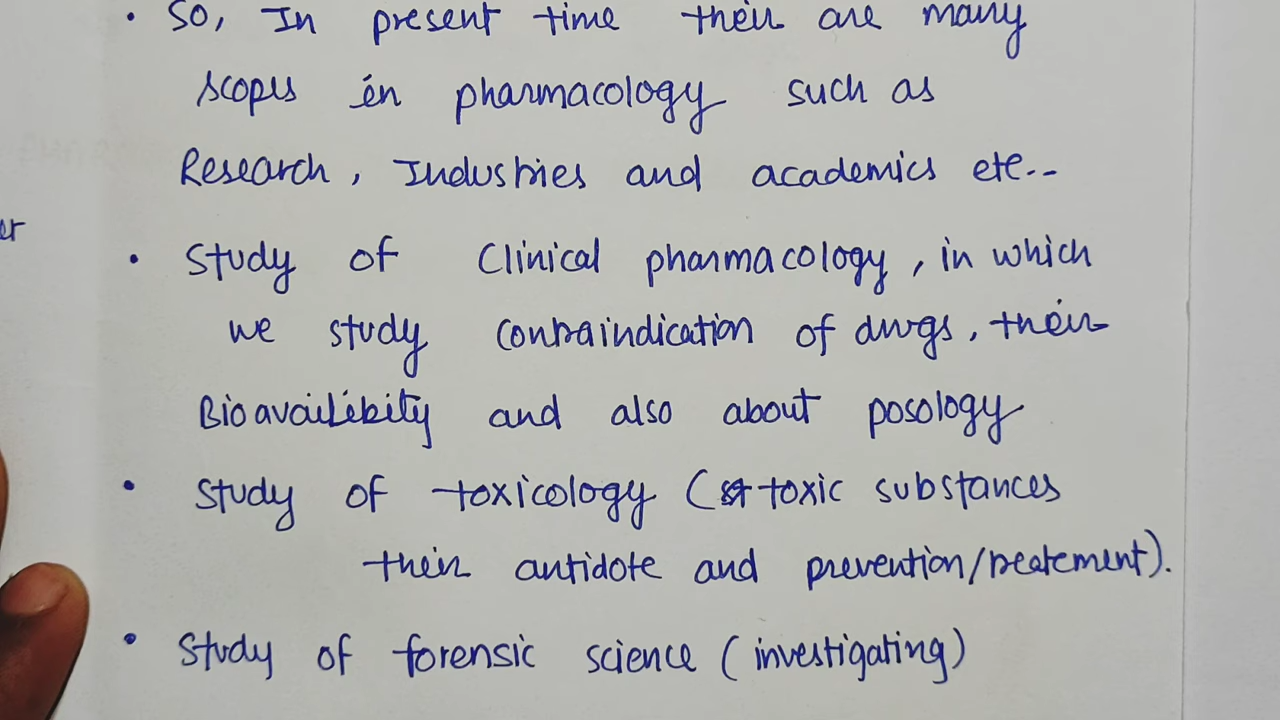 • So, In present time their are many
scopes in pharmacology such as
Research, Industries and academics etc..
er
• Study of Clinical pharmacology, in which
we study contraindication of drugs, their
Bioavailibity and also about posology
• Study of toxicology (toxic substances
their antidote and prevention/treatement).
• Study of forensic science (investigating)